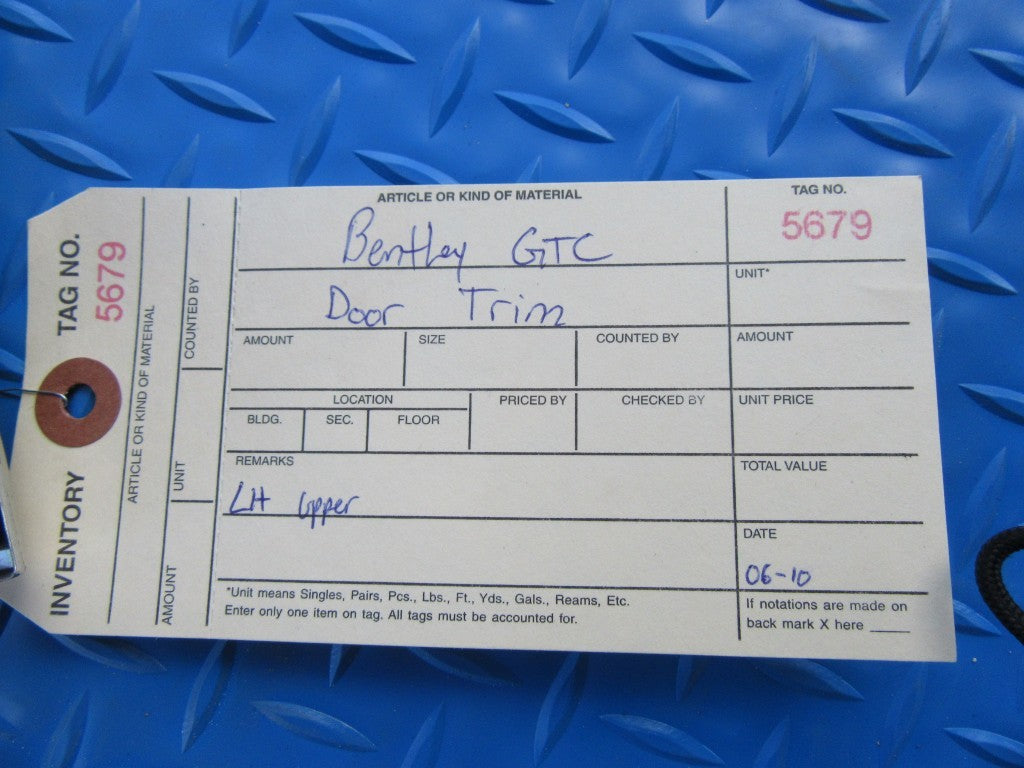 TAG NO.
5679
INVENTORY
ARTICLE OR KIND OF MATERIAL
COUNTED BY
UNIT
AMOUNT
ARTICLE OR KIND OF MATERIAL
Bentley GTC
Door Trim
TAG NO.
5679
UNIT*
AMOUNT
SIZE
COUNTED BY
AMOUNT
LOCATION
PRICED BY
CHECKED BY
UNIT PRICE
BLDG.
SEC.
FLOOR
REMARKS
LH Upper
TOTAL VALUE
DATE
06-10
*Unit means Singles, Pairs, Pcs., Lbs., Ft., Yds., Gals., Reams, Etc.
Enter only one item on tag. All tags must be accounted for.
If notations are made on
back mark X here ____